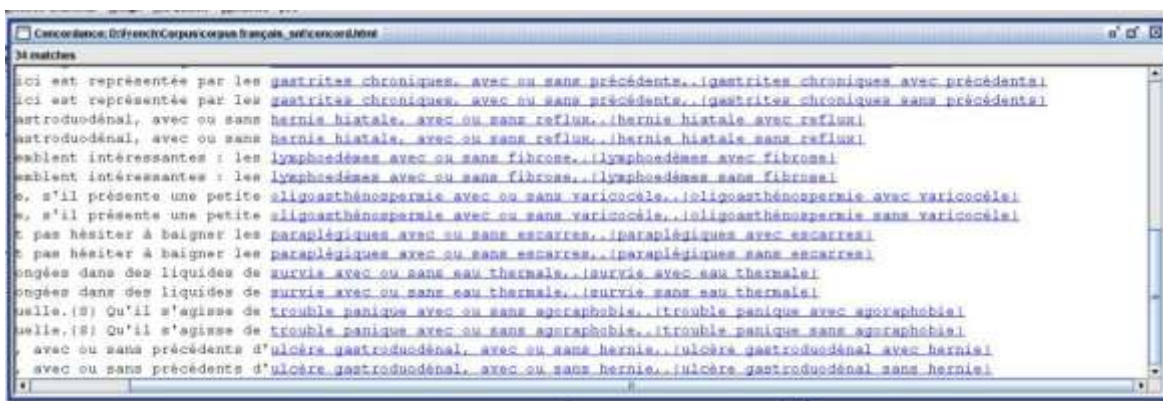 Concordance: D:\French\Corpus\corpus français_snt\concord.html
34 matches
ici est représentée par les gastrites chroniques, avec ou sans précédents,.|gastrites chroniques avec précédents|
ici est représentée par les gastrites chroniques, avec ou sans précédents,.|gastrites chroniques sans précédents|
astroduodénal, avec ou sans hernie hiatale, avec ou sans reflux,.|hernie hiatale avec reflux|
astroduodénal, avec ou sans hernie hiatale, avec ou sans reflux,.|hernie hiatale sans reflux|
emblent intéressantes : les lymphoedèmes avec ou sans fibrose,.|lymphoedèmes avec fibrose|
emblent intéressantes : les lymphoedèmes avec ou sans fibrose,.|lymphoedèmes sans fibrose|
e, s'il présente une petite oligoasthénospermie avec ou sans varicocèle,.|oligoasthénospermie avec varicocèle|
e, s'il présente une petite oligoasthénospermie avec ou sans varicocèle,.|oligoasthénospermie sans varicocèle|
t pas hésiter à baigner les paraplégiques avec ou sans escarres,.|paraplégiques avec escarres|
t pas hésiter à baigner les paraplégiques avec ou sans escarres,.|paraplégiques sans escarres|
ongées dans des liquides de survie avec ou sans eau thermale,.|survie avec eau thermale|
ongées dans des liquides de survie avec ou sans eau thermale,.|survie sans eau thermale|
uelle.{S} Qu'il s'agisse de trouble panique avec ou sans agoraphobie,.|trouble panique avec agoraphobie|
uelle.{S} Qu'il s'agisse de trouble panique avec ou sans agoraphobie,.|trouble panique sans agoraphobie|
, avec ou sans précédents d'ulcère gastroduodénal, avec ou sans hernie,.|ulcère gastroduodénal avec hernie|
, avec ou sans précédents d'ulcère gastroduodénal, avec ou sans hernie,.|ulcère gastroduodénal sans hernie|